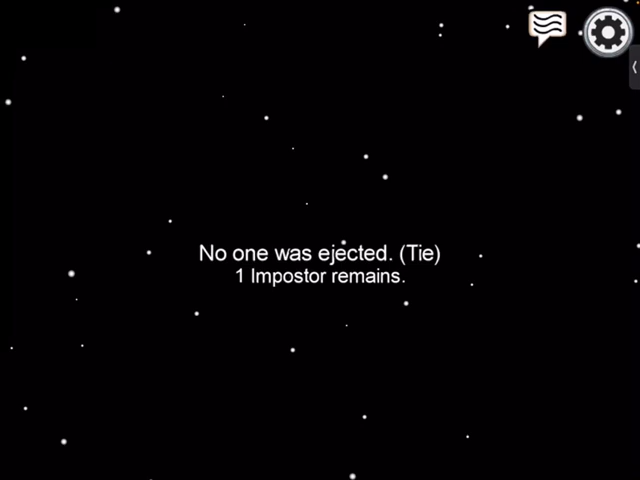 No one was ejected. (Tie)
1 Impostor remains.